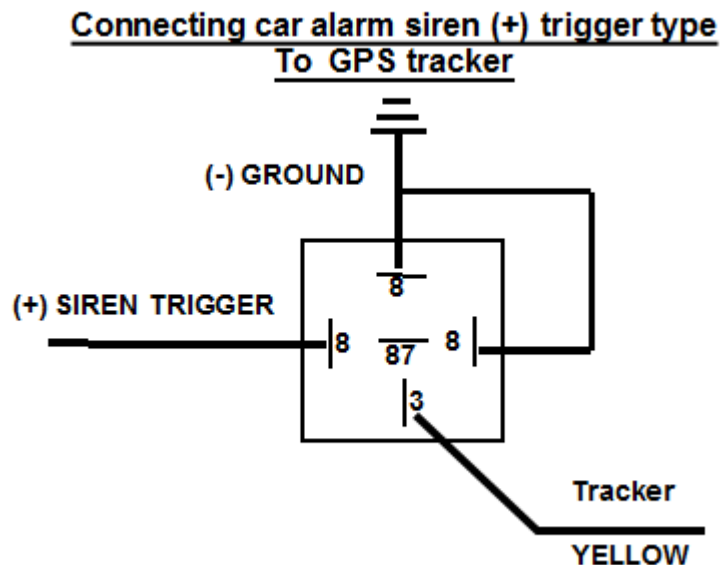 Connecting car alarm siren (+) trigger type
To GPS tracker
(-) GROUND
8
(+) SIREN TRIGGER
8
87
8
3
Tracker
YELLOW